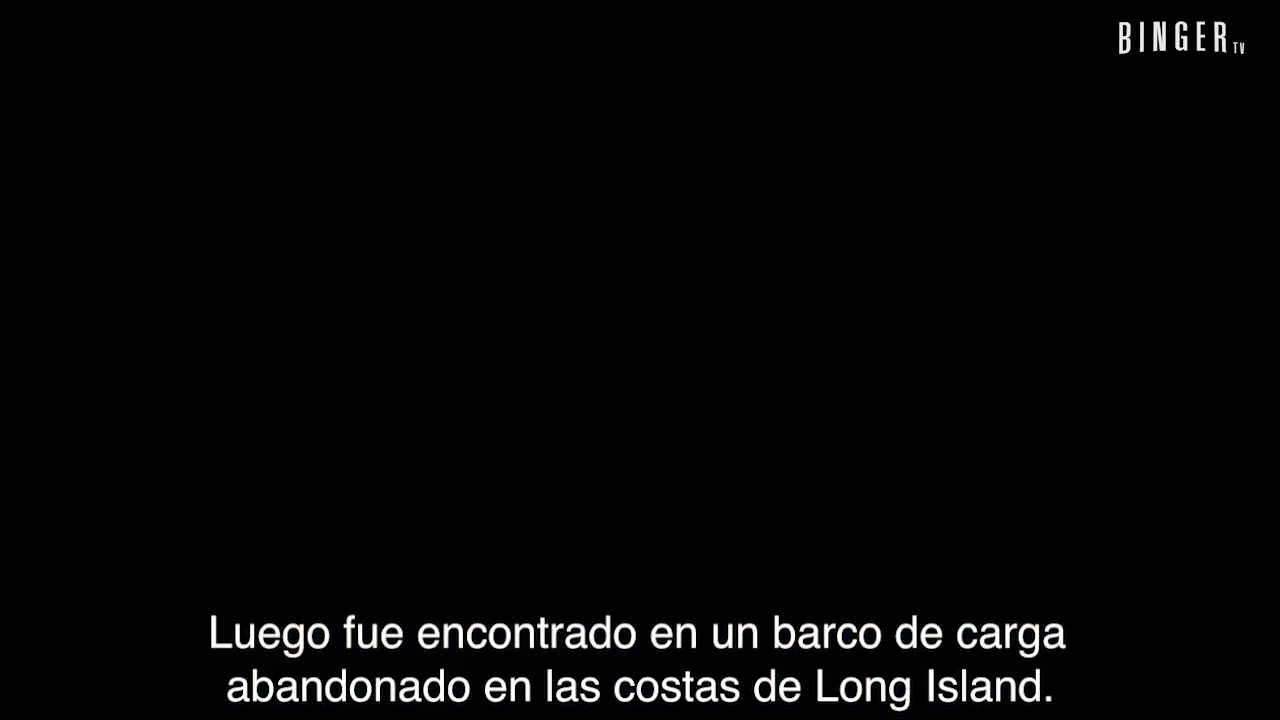 BINGER TV
Luego fue encontrado en un barco de carga
abandonado en las costas de Long Island.